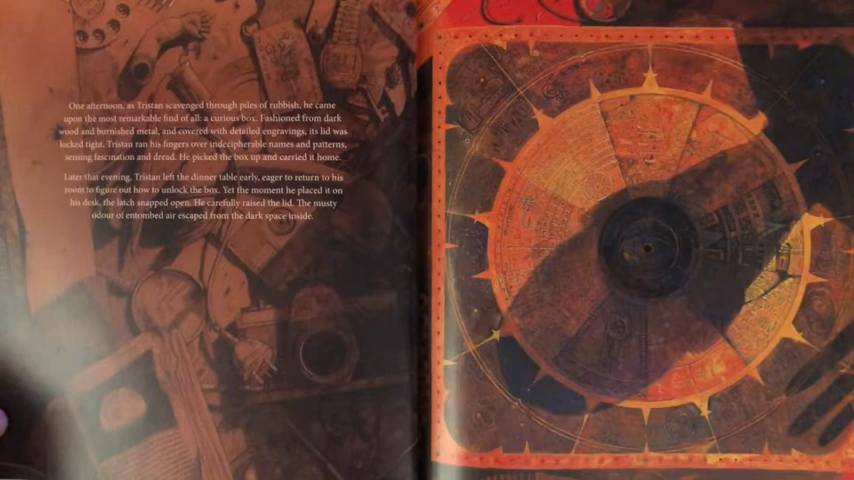 One afternoon, as Tristan scavenged through piles of rubbish, he came
upon the most remarkable find of all: a curious box. Fashioned from dark
wood and burnished metal, and covered with detailed engravings, its lid was
locked tight. Tristan ran his fingers over indecipherable names and patterns,
sensing fascination and dread. He picked the box up and carried it home.
Later that evening, Tristan left the dinner table early, eager to return to his
room to figure out how to unlock the box. Yet the moment he placed it on
his desk, the latch snapped open. He carefully raised the lid. The musty
odour of entombed air escaped from the dark space inside.